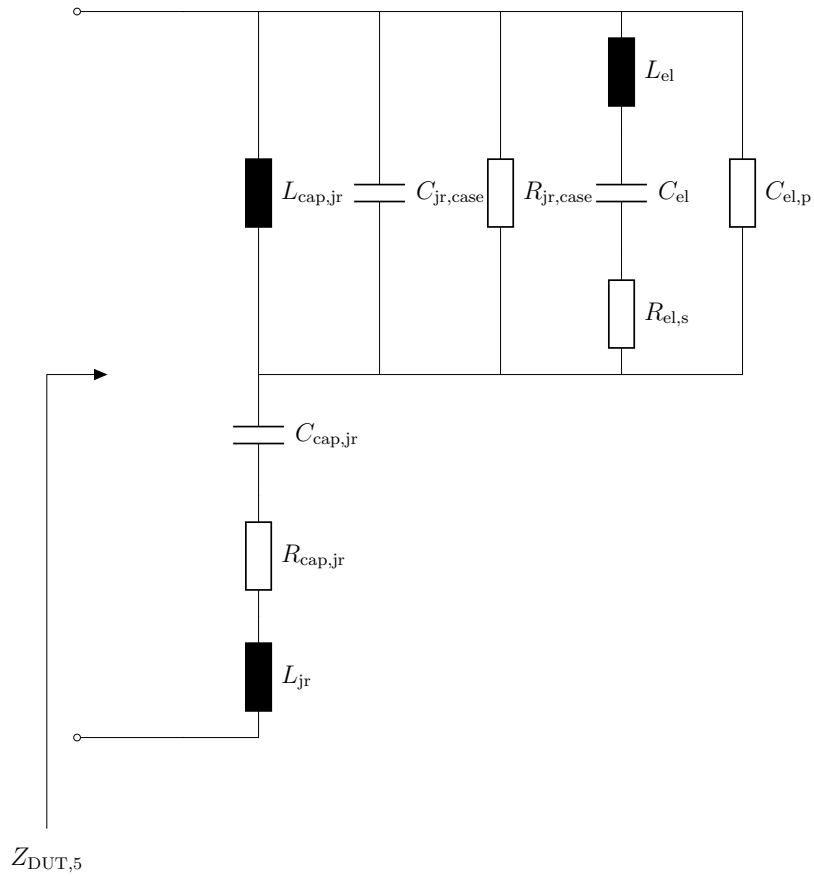 L_el
L_cap,jr C_jr,case R_jr,case C_el C_el,p
R_el,s
C_cap,jr
R_cap,jr
L_jr
Z_DUT,5